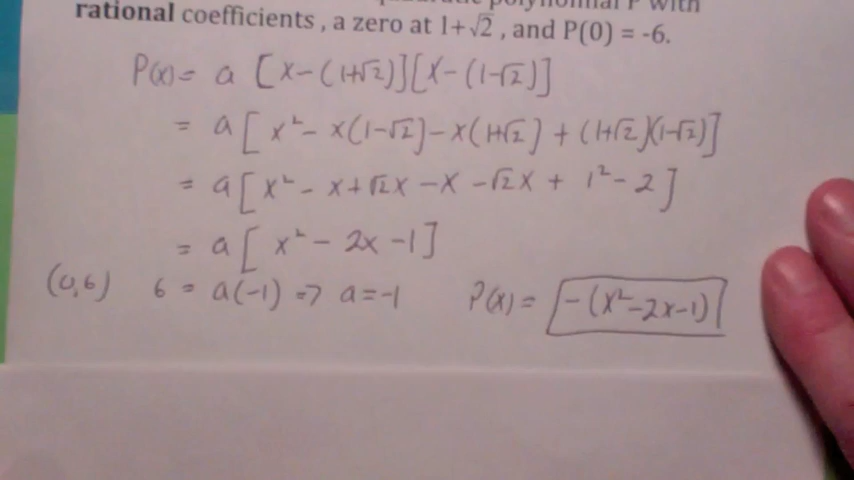 polynomial P with
rational coefficients, a zero at 1+√2, and P(0) = -6.
P(x) = a [x-(1+√2)][x-(1-√2)]
= a [x²- x(1-√2)-x(1+√2) + (1+√2)(1-√2)]
= a [x² - x+√2x -x -√2x + 1²-2]
= a [x² - 2x -1]
(0,6) 6 = a(-1) => a=-1 P(x) = -(x²-2x-1)